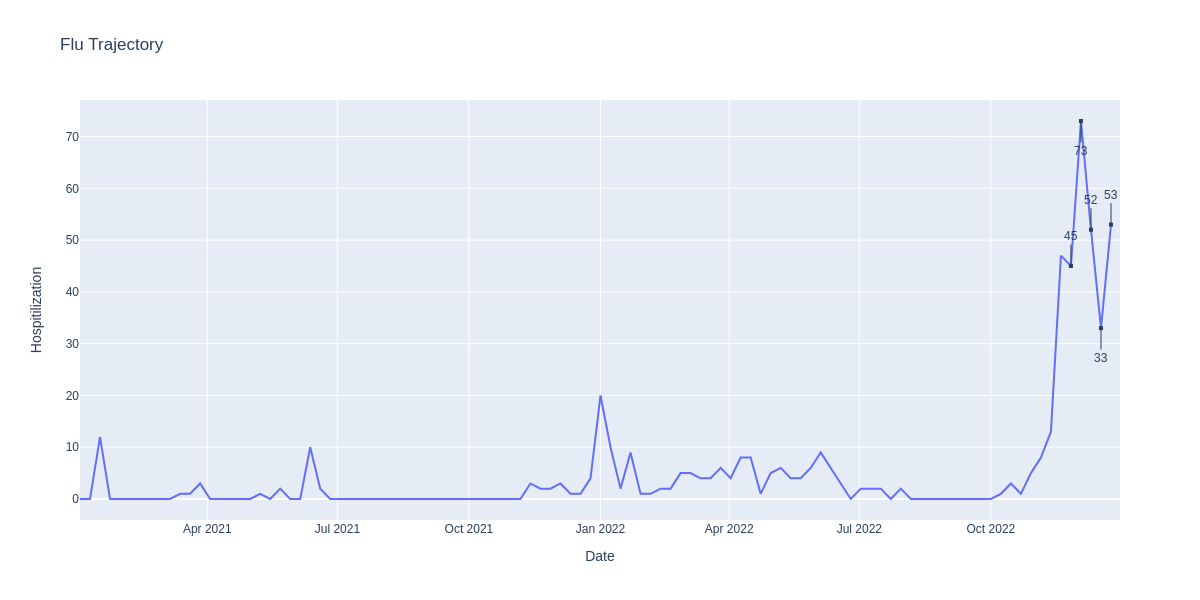 Flu Trajectory
70
60
50
40
30
20
10
0
Hospitilization
73
52
53
45
33
Apr 2021
Jul 2021
Oct 2021
Jan 2022
Apr 2022
Jul 2022
Oct 2022
Date